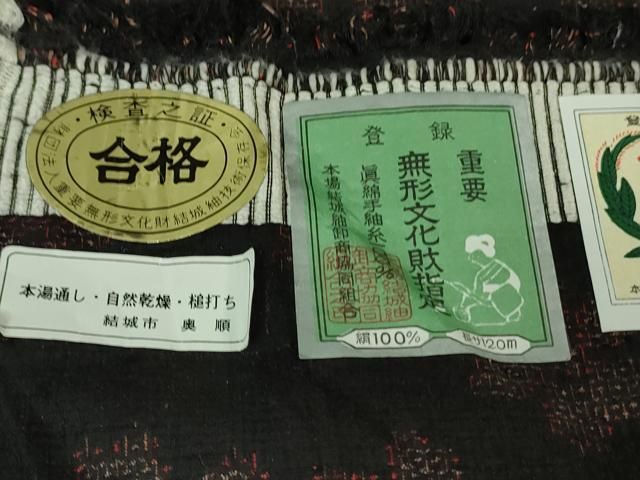 ・検査之証・
合格
財団法人重要無形文化財結城紬技術保存会
本湯通し・自然乾燥・槌打ち
結城市 奥順
登録
重要
無形文化財指定
眞綿手紬糸
本場結城紬卸商協同組合
絹100%